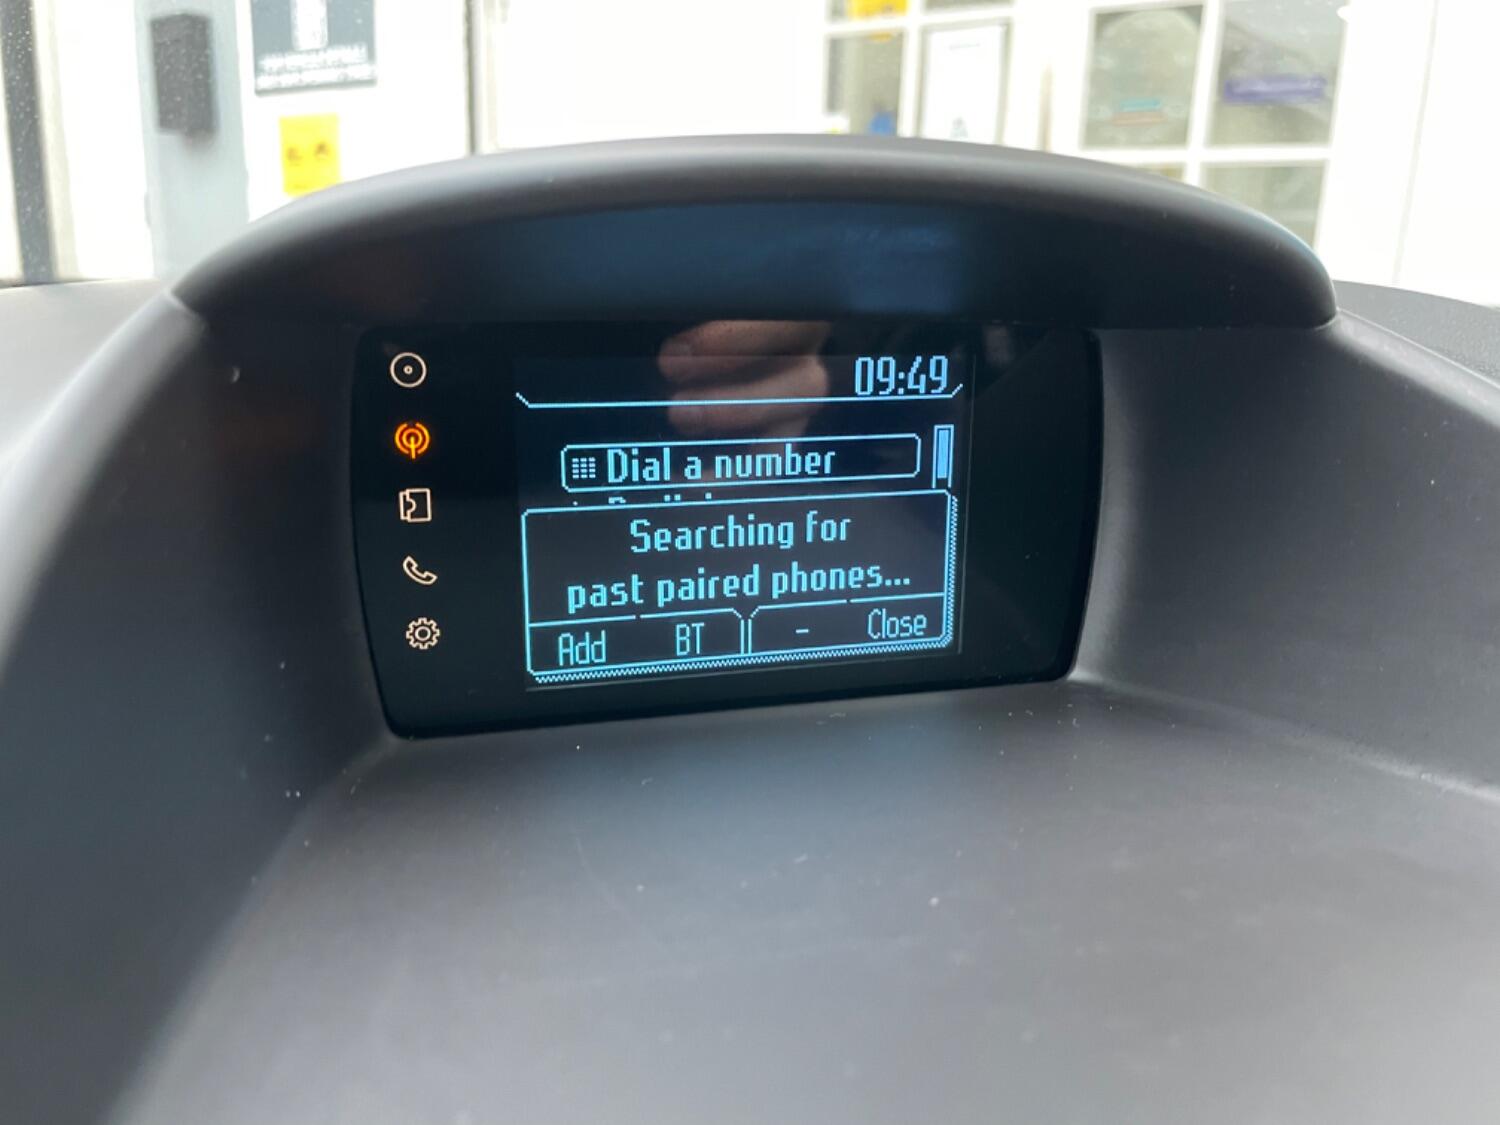 09:49
Dial a number
Searching for
past paired phones...
Add BT - Close